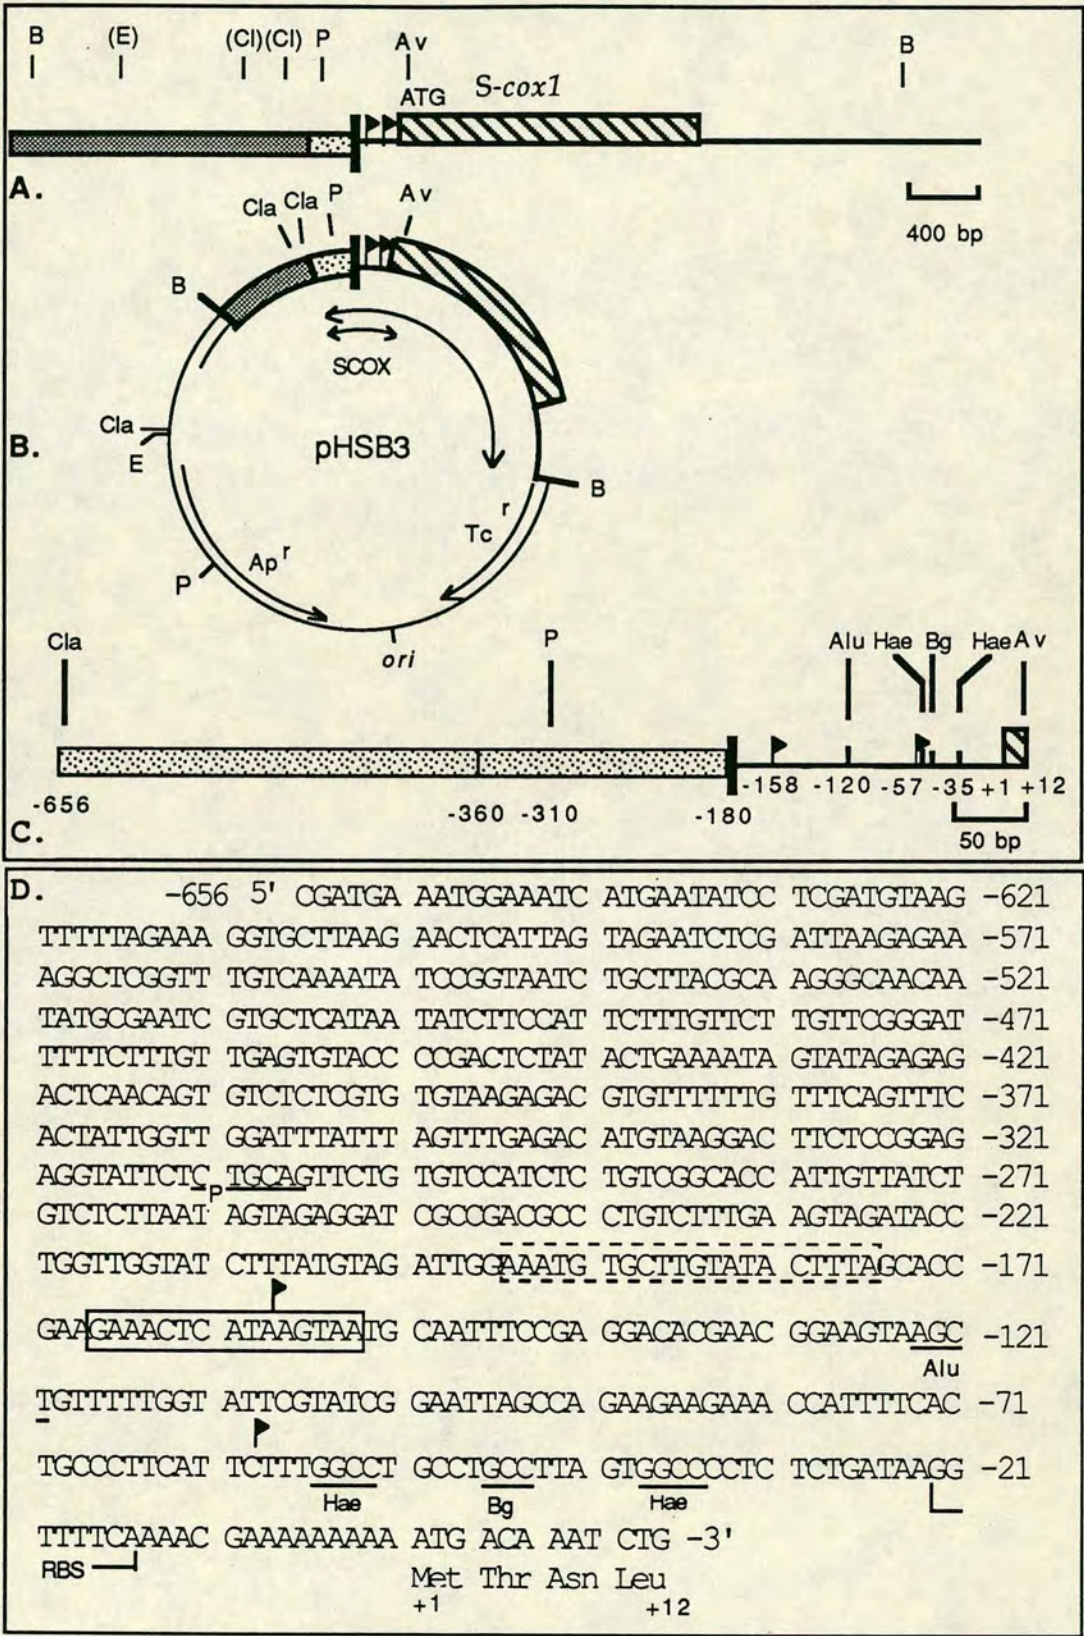 B (E) (Cl) (Cl) P Av B
ATG S-cox1
A.
400 bp
Cla Cla P Av
B
SCOX
Cla
B.
E
pHSB3
B
Tc r
Ap r
P
ori
Cla P Alu Hae Bg Hae Av
-656 -360 -310 -180 -158 -120 -57 -35 +1 +12
C.
50 bp
D. -656 5' CGATGA AATGGAAATC ATGAATATCC TCGATGTAAG -621
TTTTTAGAAA GGTGCTTAAG AACTCATTAG TAGAATCTCG ATTAAGAGAA -571
AGGCTCGGTT TGTCAAAATA TCCGGTAATC TGCTTACGCA AGGGCAACAA -521
TATGCGAATC GTGCTCATAA TATCTTCCAT TCTTTGTTCT TGTTCGGGAT -471
TTTTCTTTGT TGAGTGTACC CCGACTCTAT ACTGAAAATA GTATAGAGAG -421
ACTCAACAGT GTCTCTCGTG TGTAAGAGAC GTGTTTTTTG TTTCAGTTTC -371
ACTATTGGTT GGATTTATTT AGTTTGAGAC ATGTAAGGAC TTCTCCGGAG -321
AGGTATTCTC TGCAGTTCTG TGTCCATCTC TGTCGGCACC ATTGTTATCT -271
P
GTCTCTTAAT AGTAGAGGAT CGCCGACGCC CTGTCTTTGA AGTAGATACC -221
TGGTTGGTAT CTTTATGTAG ATTGGAAATG TGCTTGTATA CTTTAGCACC -171
GAAGAAACTC ATAAGTAATG CAATTTCCGA GGACACGAAC GGAAGTAAGC -121
Alu
TGTTTTTGGT ATTCGTATCG GAATTAGCCA GAAGAAGAAA CCATTTTCAC -71
TGCCCTTCAT TCTTTGGCCT GCCTGCCTTA GTGGCCCCTC TCTGATAAGG -21
Hae Bg Hae
TTTTCAAAAC GAAAAAAAAA ATG ACA AAT CTG -3'
RBS
Met Thr Asn Leu
+1 +12